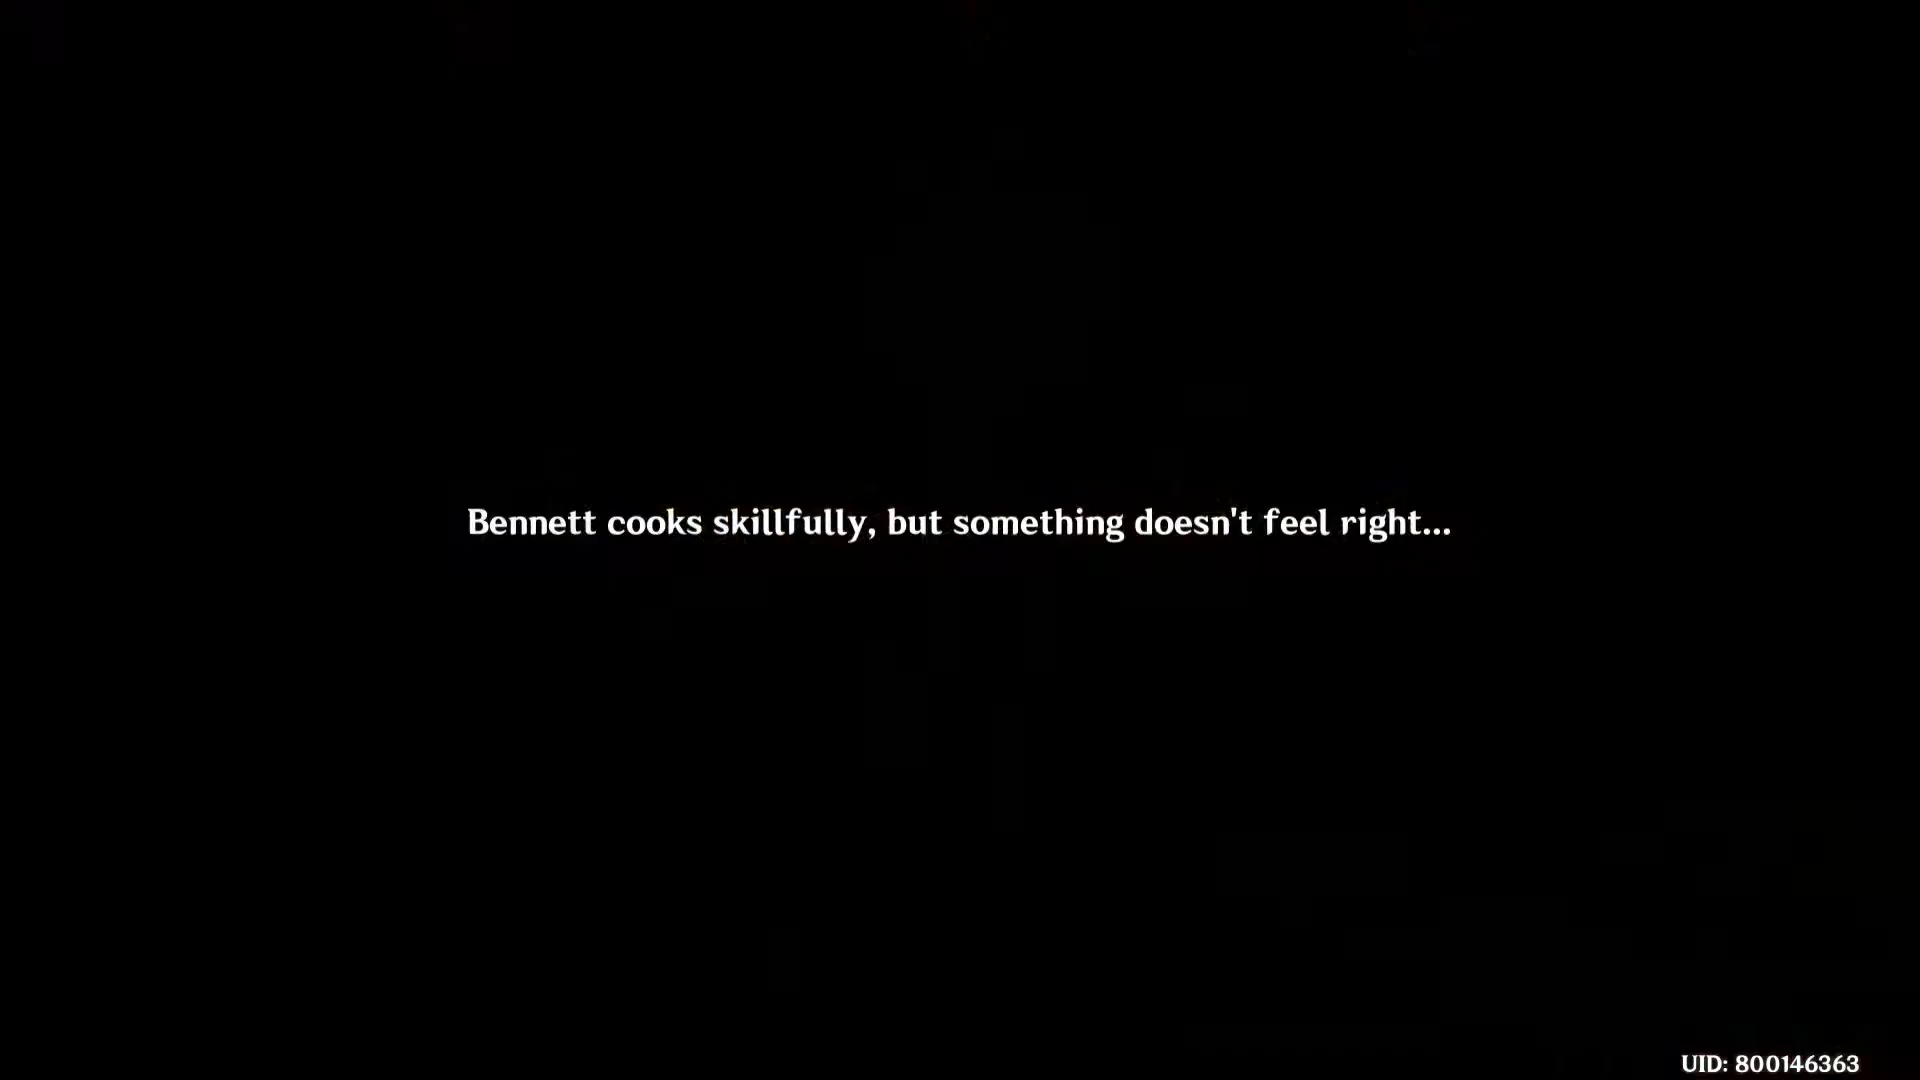 Bennett cooks skillfully, but something doesn't feel right...
UID: 800146363